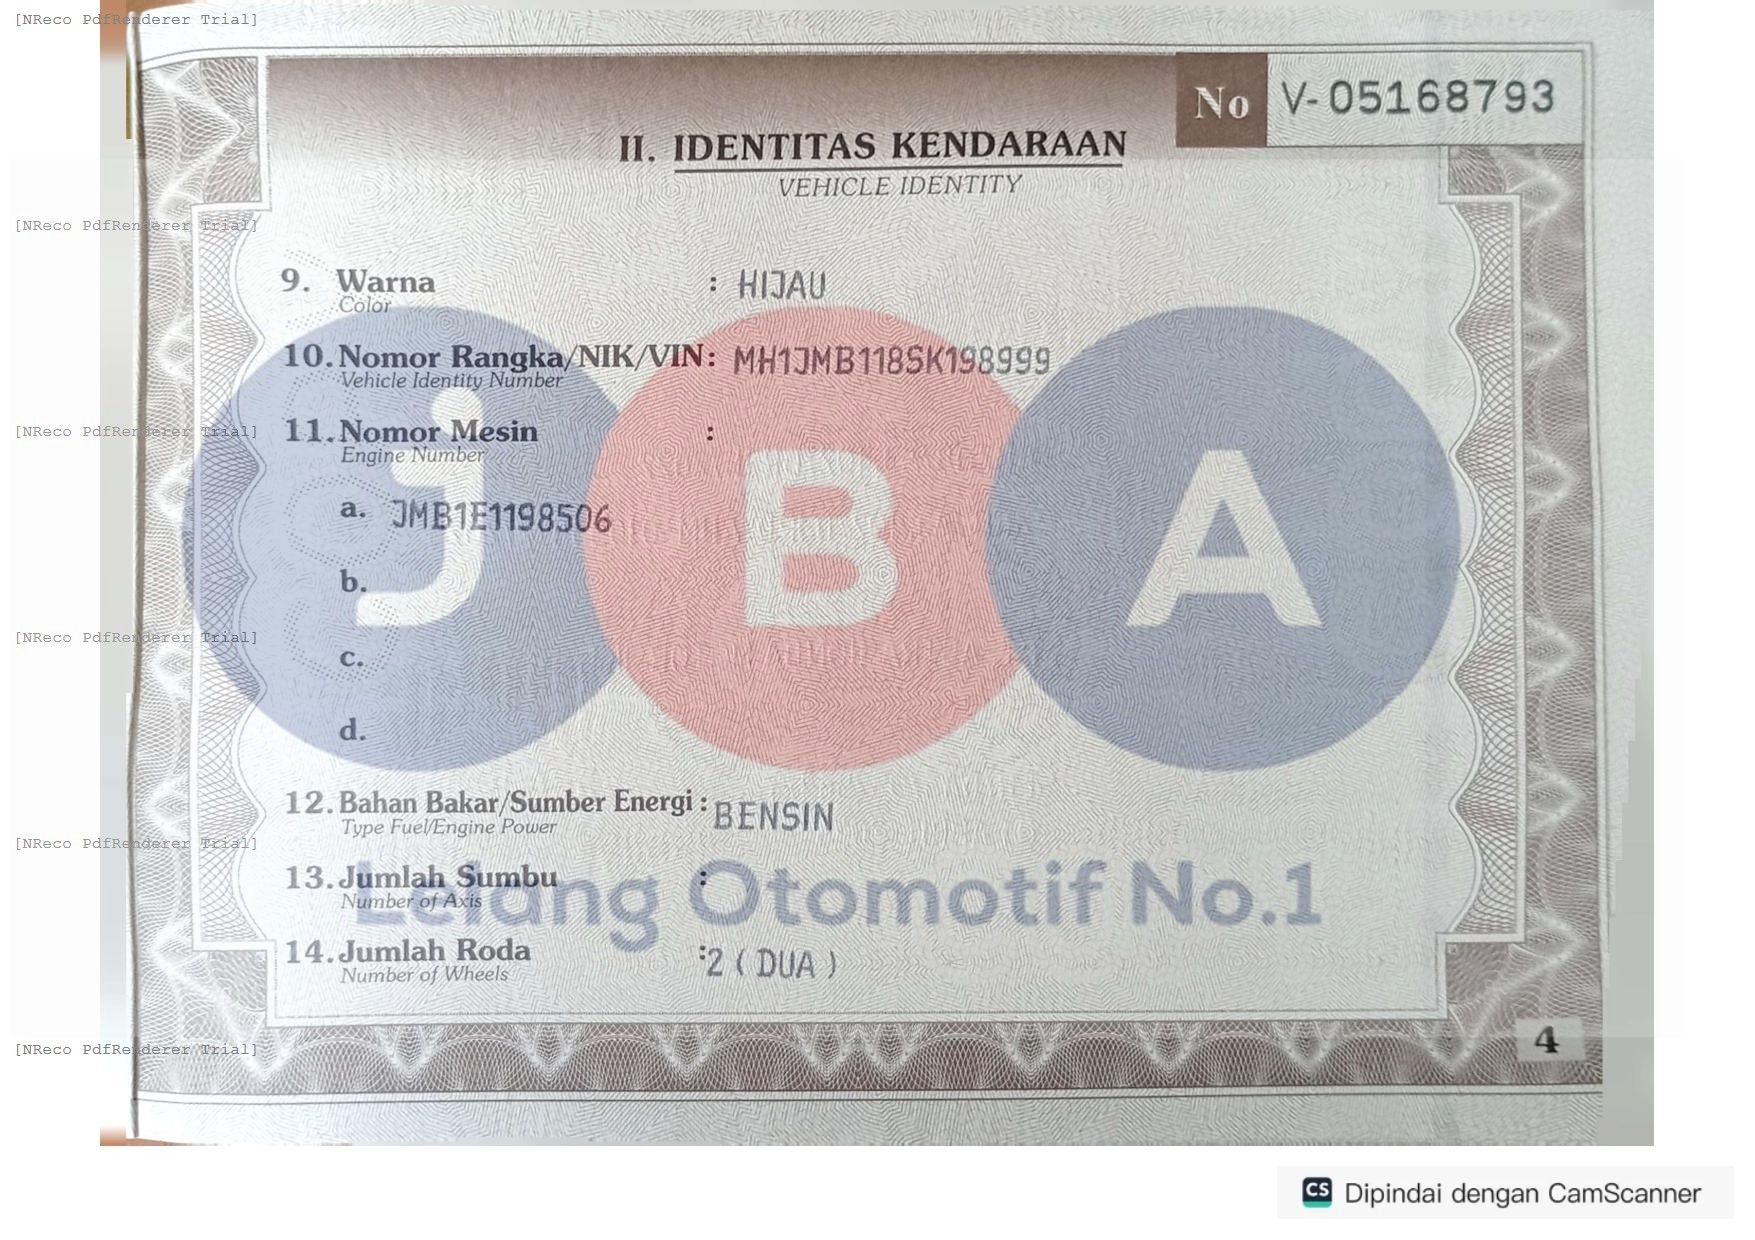 [NReco PdfRenderer Trial]
No V-05168793
II. IDENTITAS KENDARAAN
VEHICLE IDENTITY
[NReco PdfRenderer Trial]
9. Warna : HIJAU
Color
10. Nomor Rangka/NIK/VIN : MH1JMB118SK198999
Vehicle Identity Number
[NReco PdfRenderer Trial]
11. Nomor Mesin :
Engine Number
a. JMB1E1198506
b.
j B A
[NReco PdfRenderer Trial]
c.
d.
12. Bahan Bakar/Sumber Energi : BENSIN
Type Fuel/Engine Power
[NReco PdfRenderer Trial]
13. Jumlah Sumbu :
Number of Axis
Lelang Otomotif No.1
14. Jumlah Roda : 2 ( DUA )
Number of Wheels
[NReco PdfRenderer Trial]
4
CS Dipindai dengan CamScanner